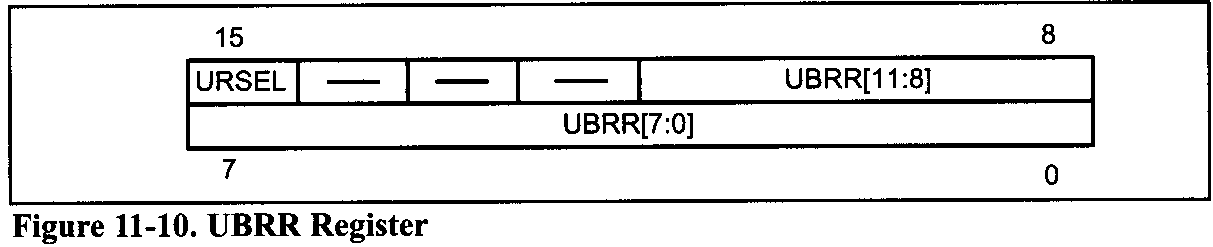 15 8
URSEL — — — UBRR[11:8]
UBRR[7:0]
7 0
Figure 11-10. UBRR Register